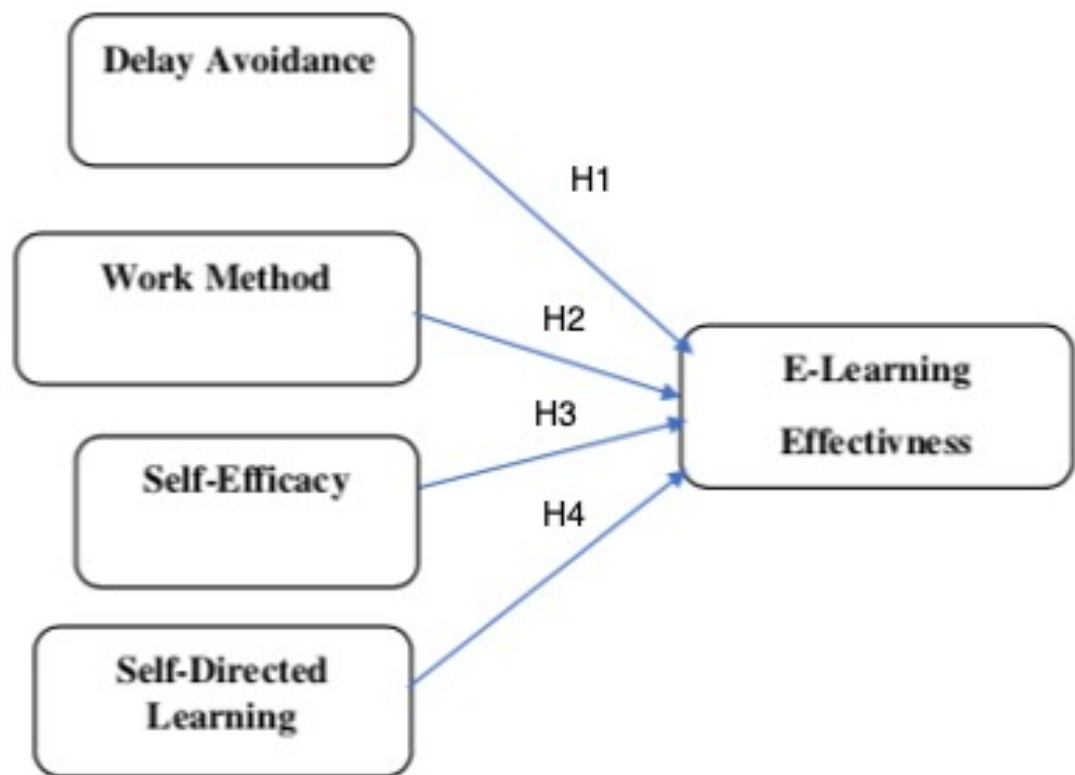 Delay Avoidance
H1
Work Method
H2
E-Learning
Effectivness
H3
Self-Efficacy
H4
Self-Directed
Learning